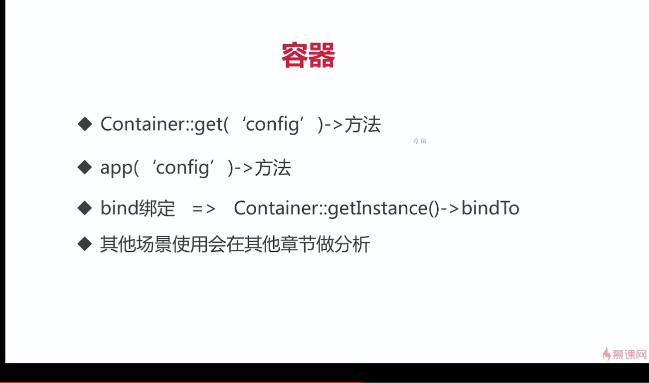 容器
◆ Container::get(‘config’)->方法
◆ app(‘config’)->方法
◆ bind绑定 => Container::getInstance()->bindTo
◆ 其他场景使用会在其他章节做分析
慕课网